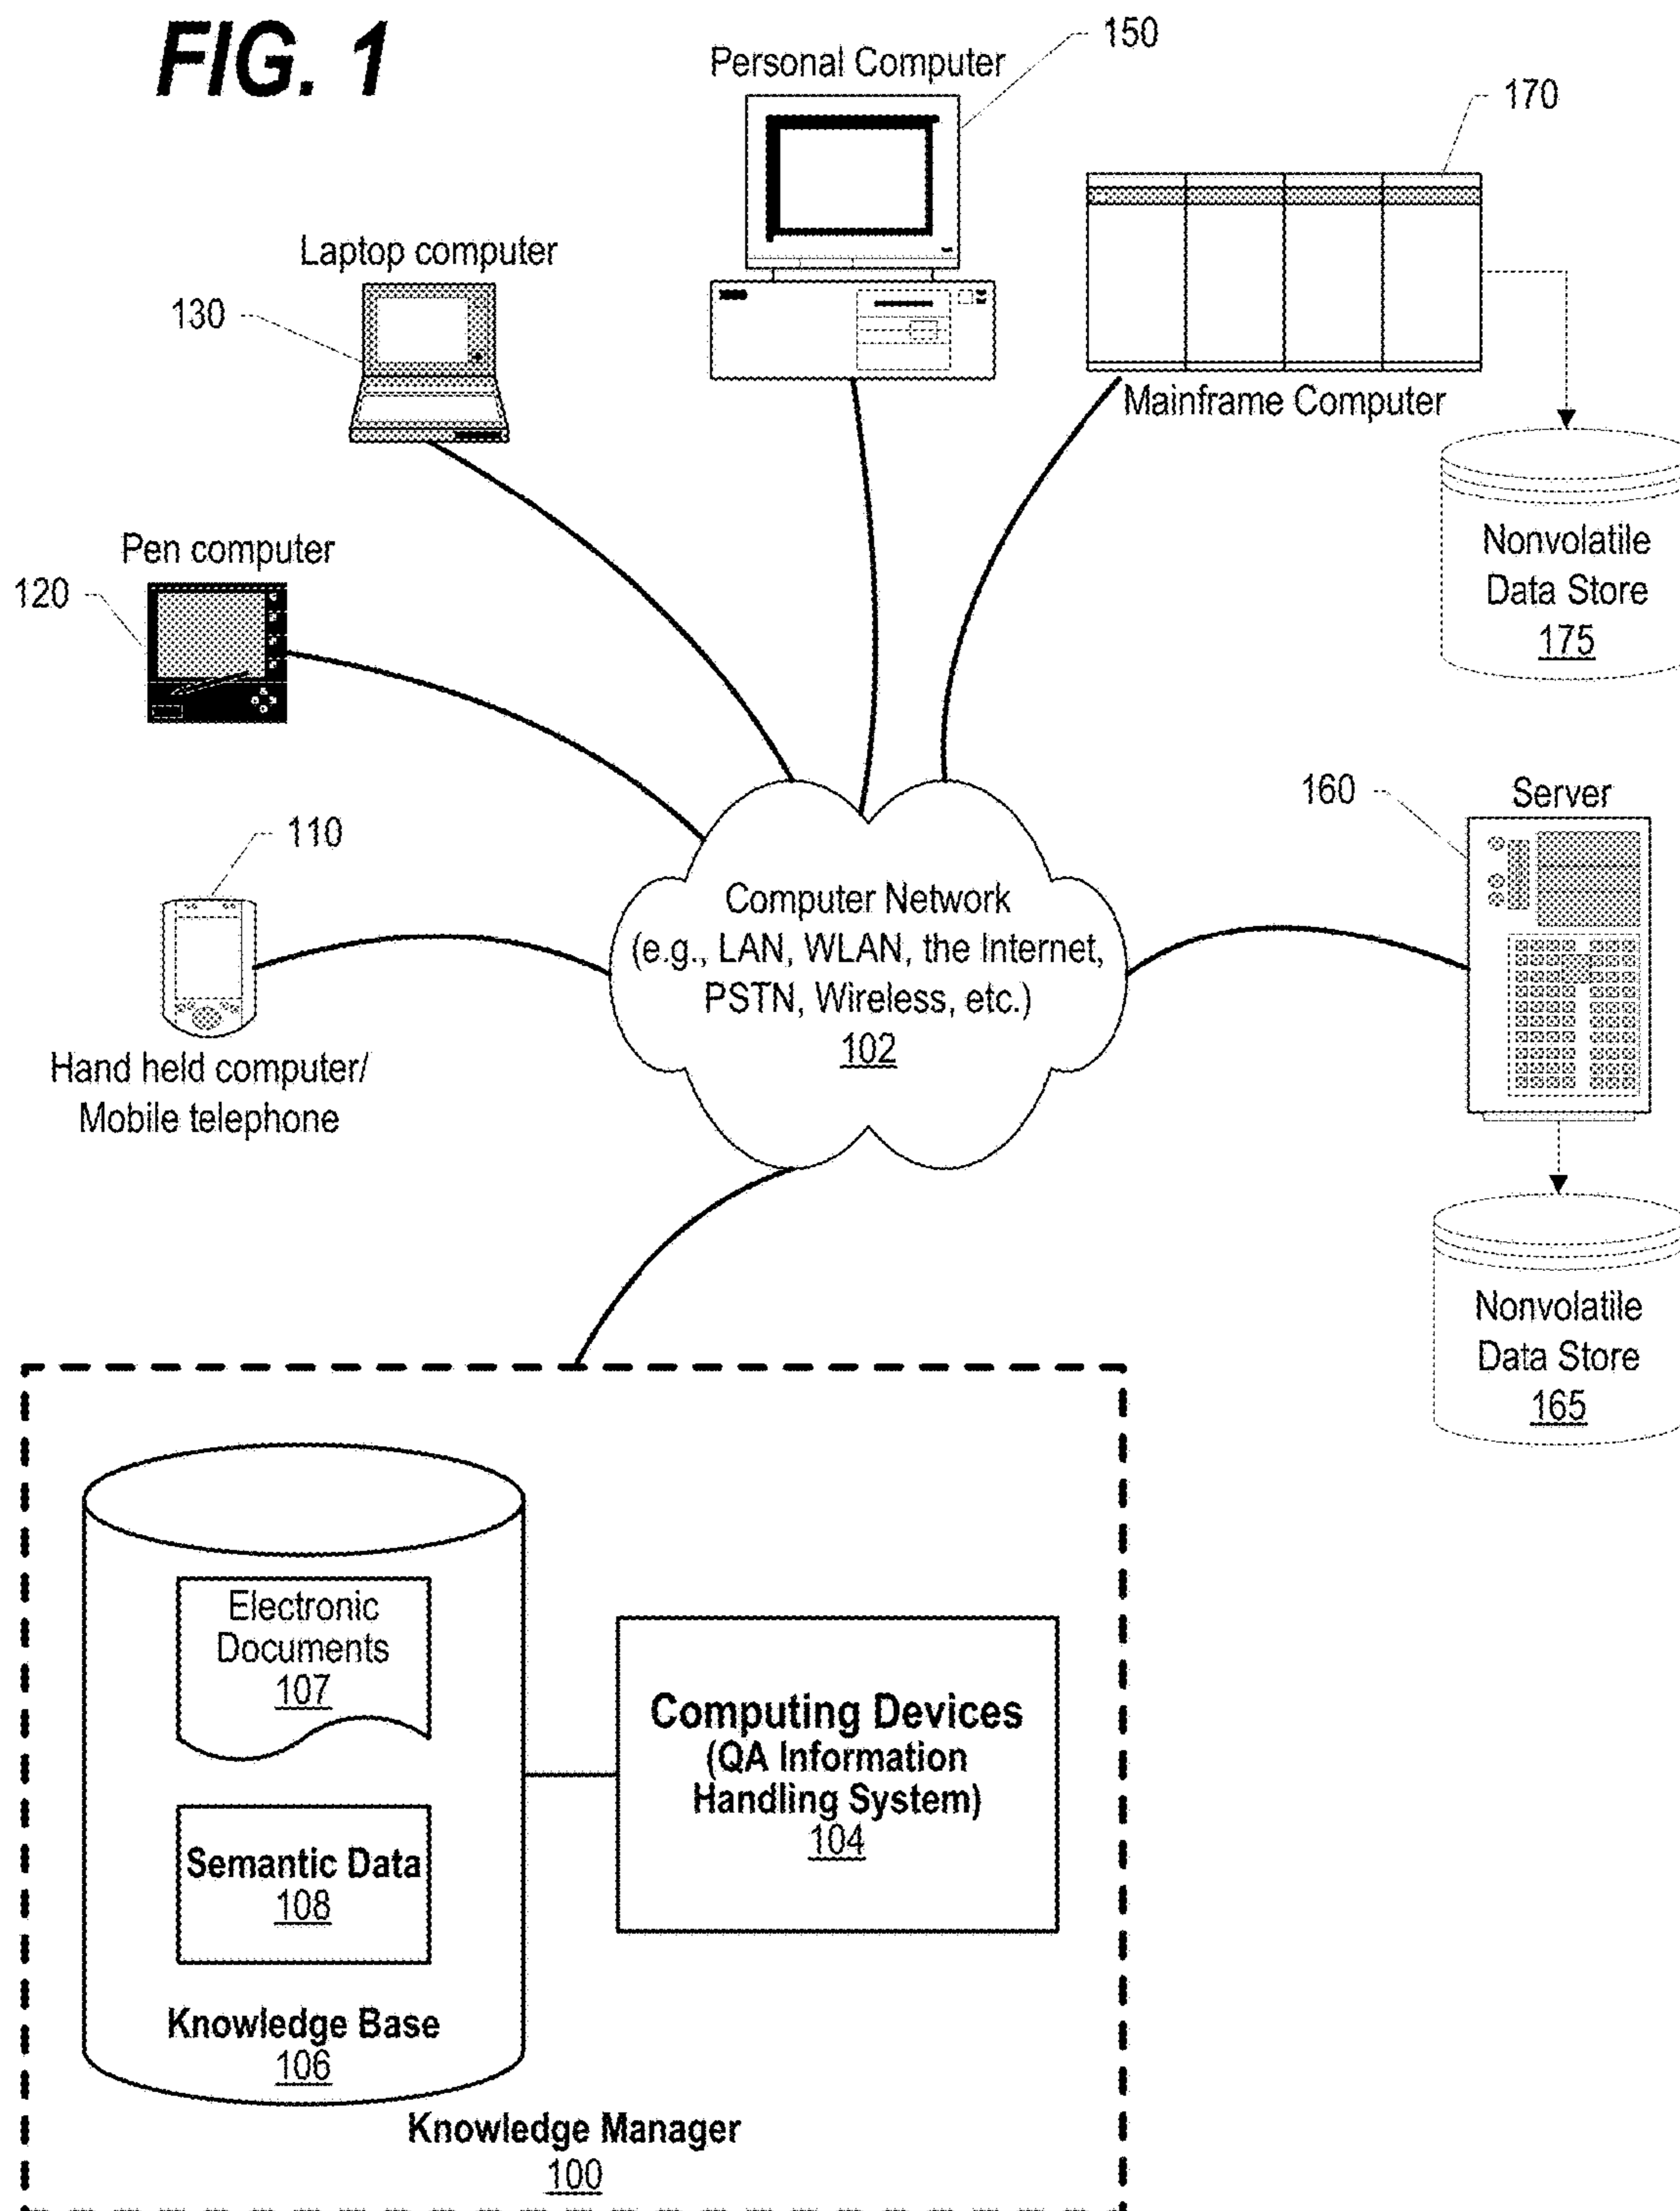 FIG. 1
Personal Computer
150
170
Laptop computer
130
Mainframe Computer
Nonvolatile
Data Store
175
Pen computer
120
160
Server
110
Computer Network
(e.g., LAN, WLAN, the Internet,
PSTN, Wireless, etc.)
102
Hand held computer/
Mobile telephone
Nonvolatile
Data Store
165
Electronic
Documents
107
Computing Devices
(QA Information
Handling System)
104
Semantic Data
108
Knowledge Base
106
Knowledge Manager
100